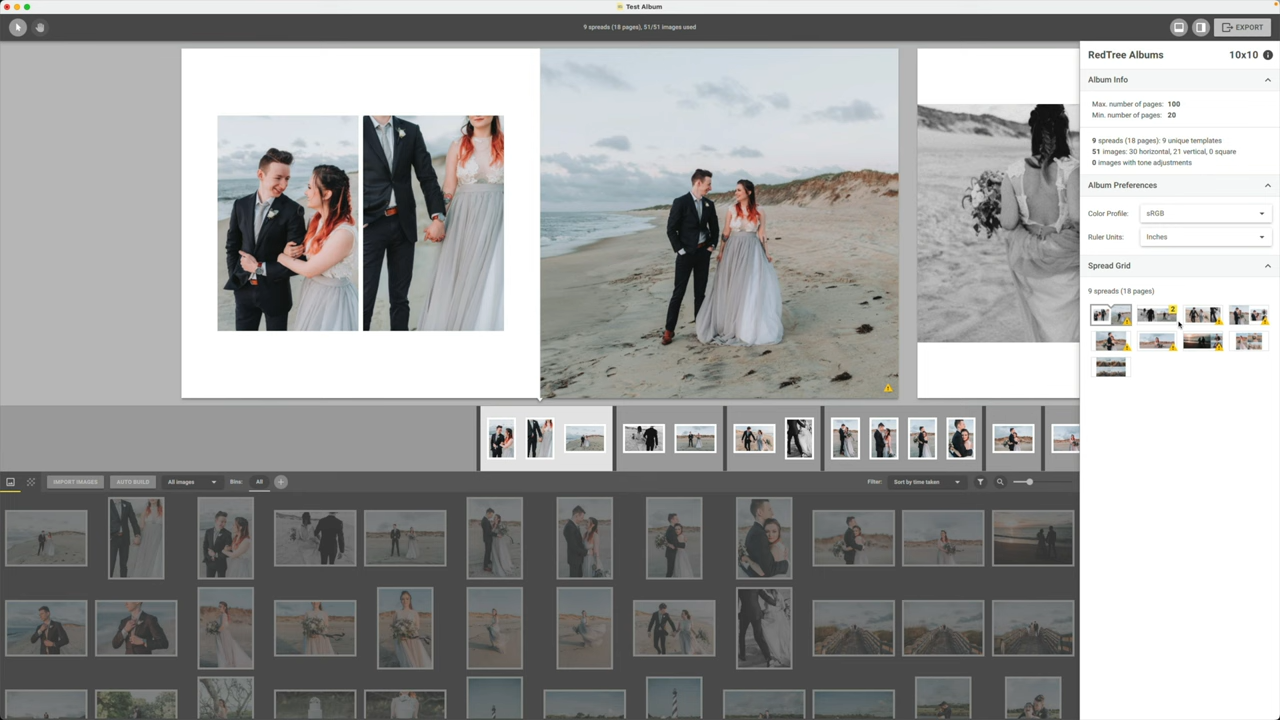 Test Album
9 spreads (18 pages), 51/51 images used
EXPORT
RedTree Albums 10x10
Album Info
Max. number of pages: 100
Min. number of pages: 20
9 spreads (18 pages): 9 unique templates
51 images: 30 horizontal, 21 vertical, 0 square
0 images with tone adjustments
Album Preferences
Color Profile: sRGB
Ruler Units: Inches
Spread Grid
9 spreads (18 pages)
2
IMPORT IMAGES AUTO BUILD All images Bins: All Filter: Sort by time taken